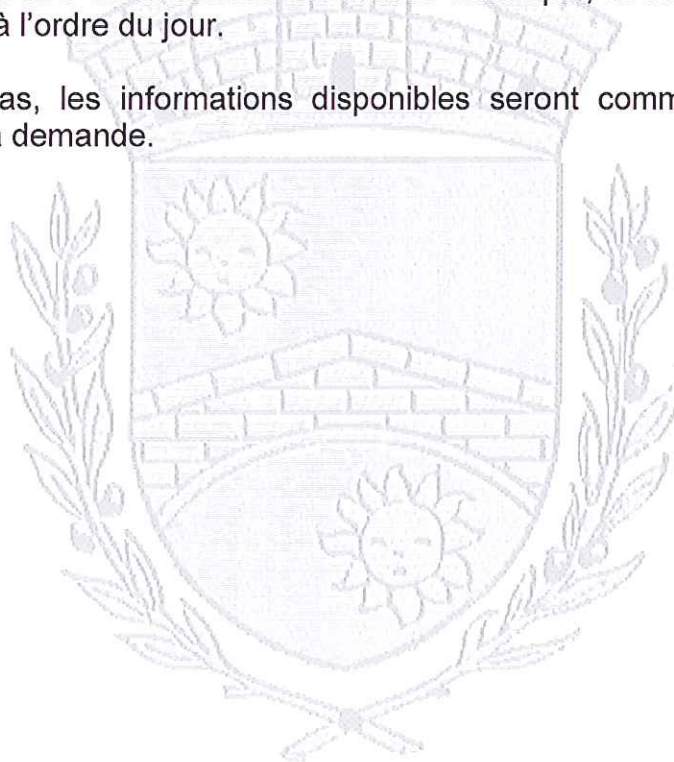 à l'ordre du jour.
as, les informations disponibles seront comm
demande.